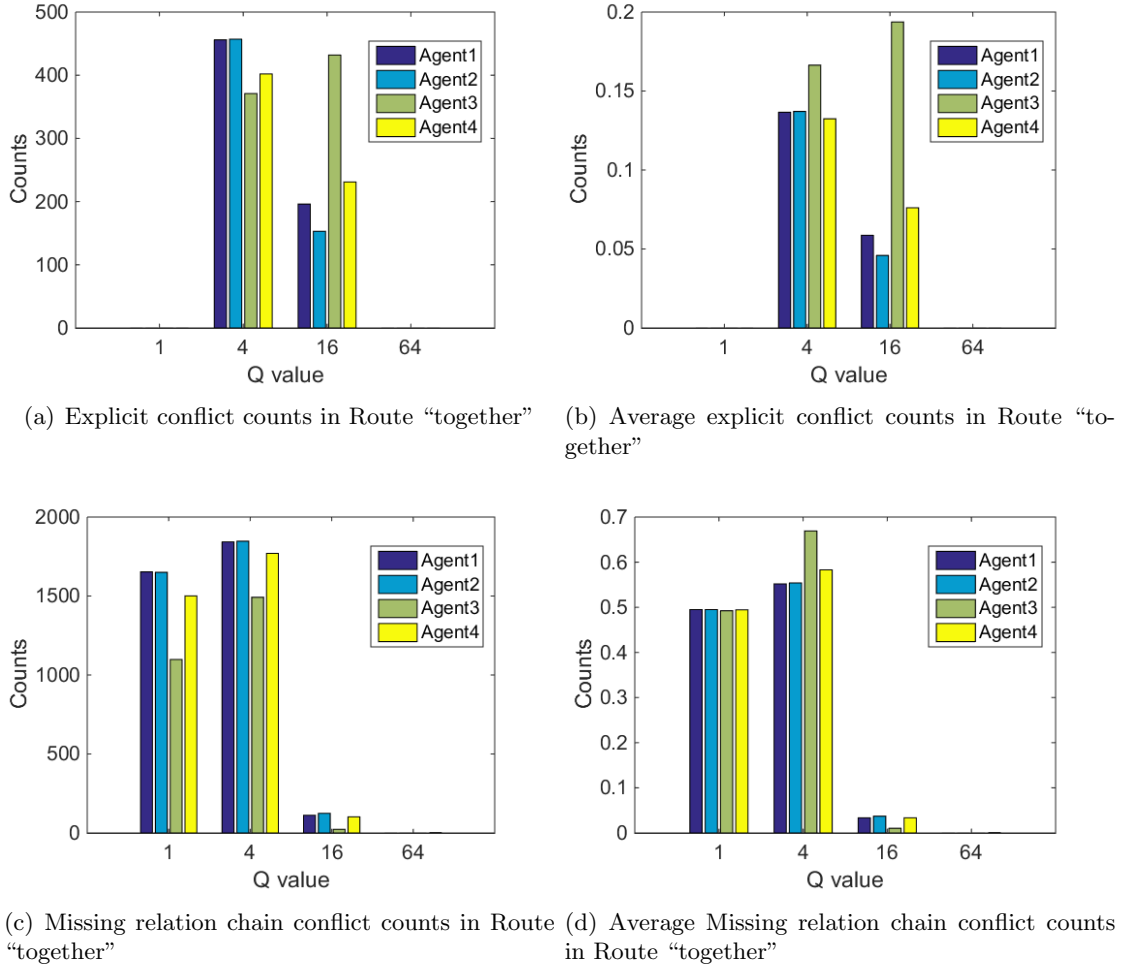 500
400
300
200
100
0
Counts
Agent1
Agent2
Agent3
Agent4
1 4 16 64
Q value
(a) Explicit conflict counts in Route “together”
0.2
0.15
0.1
0.05
0
Counts
Agent1
Agent2
Agent3
Agent4
1 4 16 64
Q value
(b) Average explicit conflict counts in Route “to-
gether”
2000
1500
1000
500
0
Counts
Agent1
Agent2
Agent3
Agent4
1 4 16 64
Q value
(c) Missing relation chain conflict counts in Route
“together”
0.7
0.6
0.5
0.4
0.3
0.2
0.1
0
Counts
Agent1
Agent2
Agent3
Agent4
1 4 16 64
Q value
(d) Average Missing relation chain conflict counts
in Route “together”